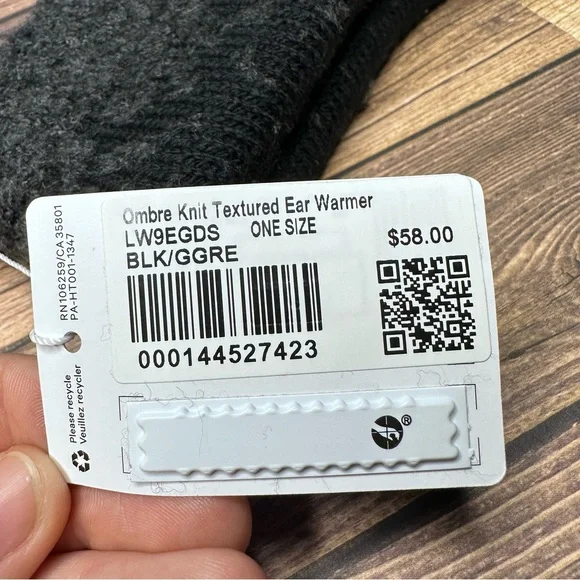 Ombre Knit Textured Ear Warmer
LW9EGDS ONE SIZE
BLK/GGRE
$58.00
000144527423
RN106259/CA35801
PA-HT001-1347
Please recycle
Veuillez recycler
®